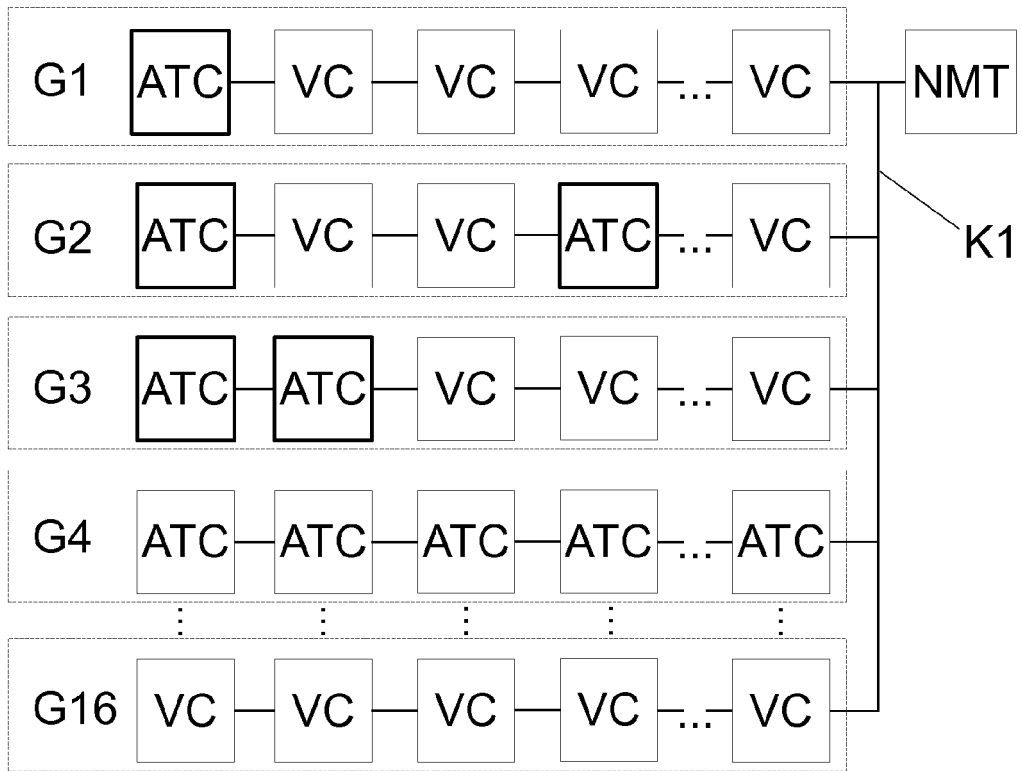 G1 ATC VC VC VC ... VC NMT
G2 ATC VC VC ATC ... VC K1
G3 ATC ATC VC VC ... VC
G4 ATC ATC ATC ATC ... ATC
G16 VC VC VC VC ... VC